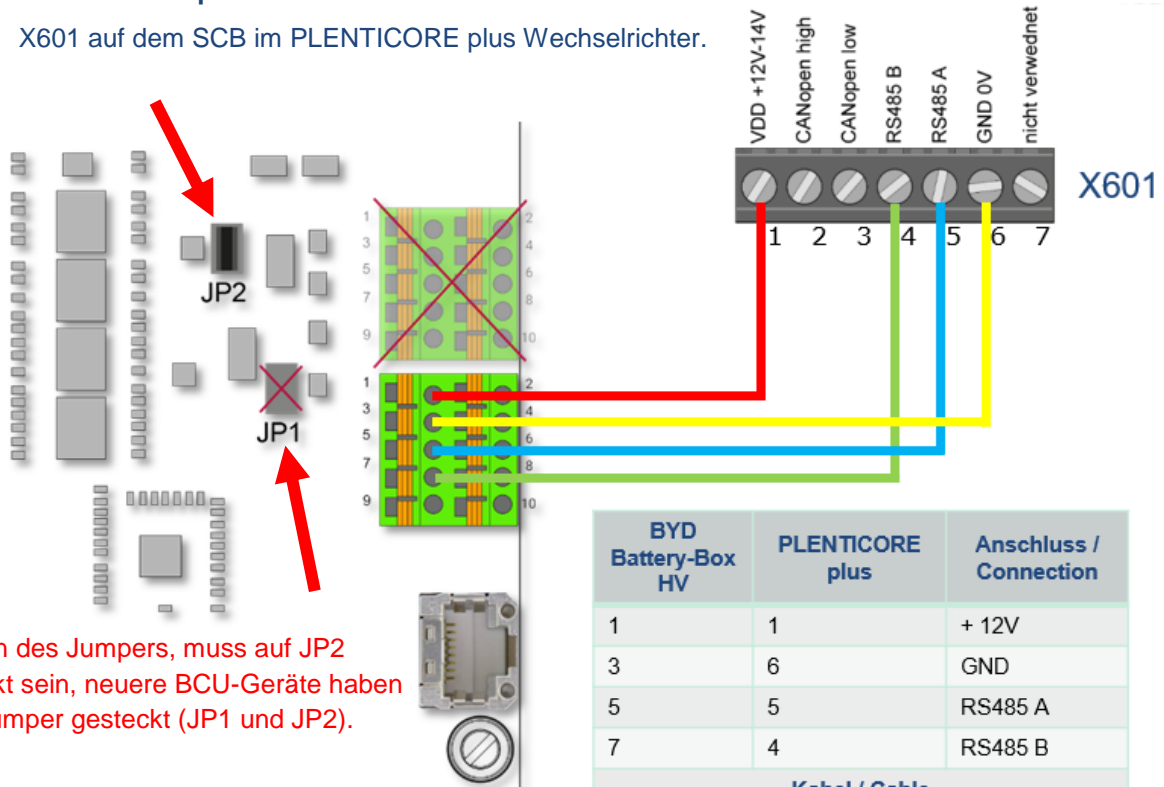 X601 auf dem SCB im PLENTICORE plus Wechselrichter.
VDD +12V-14V
CANopen high
CANopen low
RS485 B
RS485 A
GND 0V
nicht verwednet
X601
1 2 3 4 5 6 7
JP2
JP1
1 2
3 4
5 6
7 8
9 10
1 2
3 4
5 6
7 8
9 10
des Jumpers, muss auf JP2
sein, neuere BCU-Geräte haben
gesteckt (JP1 und JP2).
BYD Battery-Box HV
PLENTICORE plus
Anschluss / Connection
1 1 + 12V
3 6 GND
5 5 RS485 A
7 4 RS485 B
Kabel / Cable